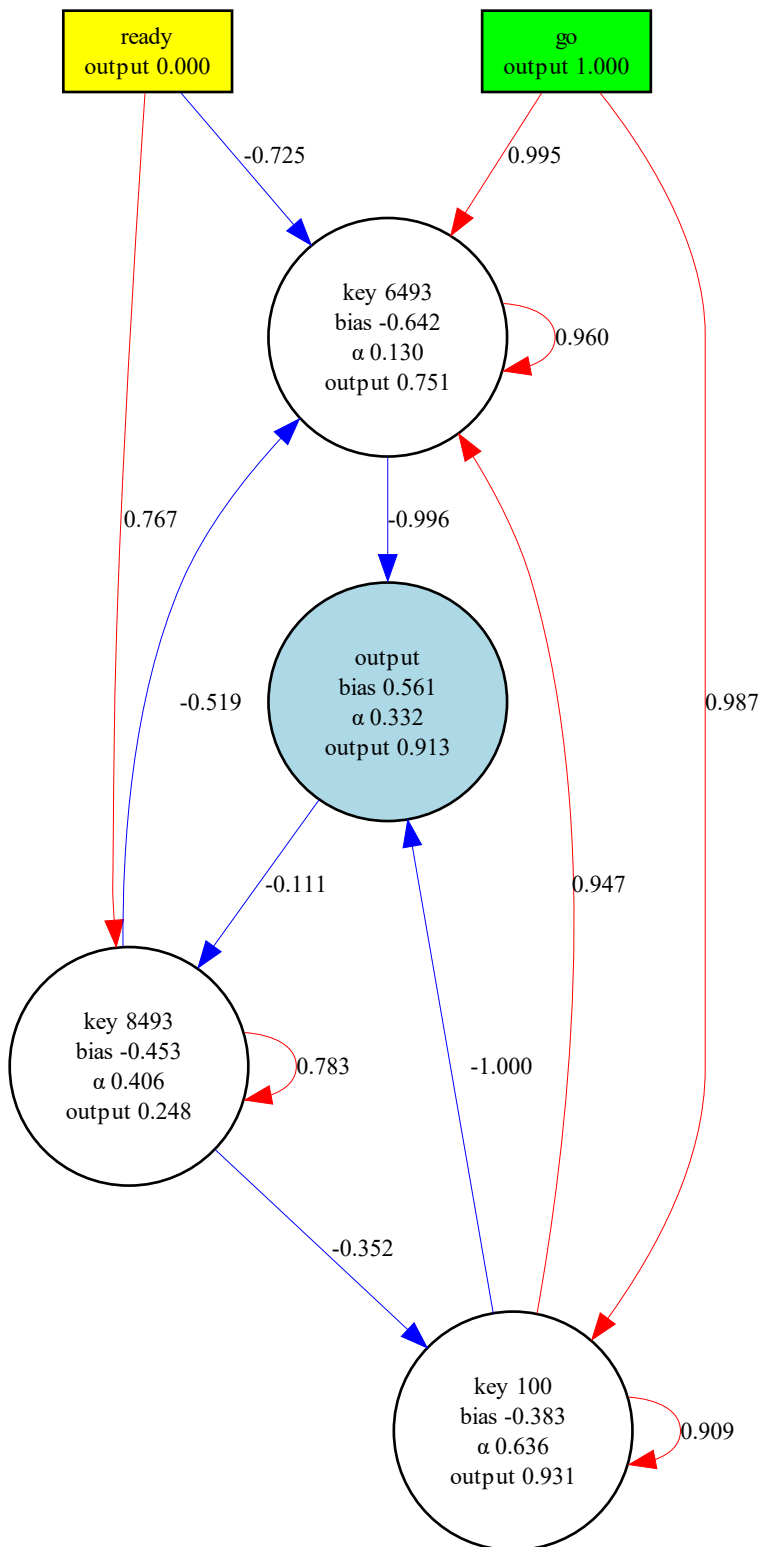 ready
output 0.000
go
output 1.000
-0.725
0.995
key 6493
bias -0.642
α 0.130
output 0.751
0.960
0.767
-0.996
-0.519
output
bias 0.561
α 0.332
output 0.913
0.987
-0.111
0.947
key 8493
bias -0.453
α 0.406
output 0.248
0.783
-1.000
-0.352
key 100
bias -0.383
α 0.636
output 0.931
0.909